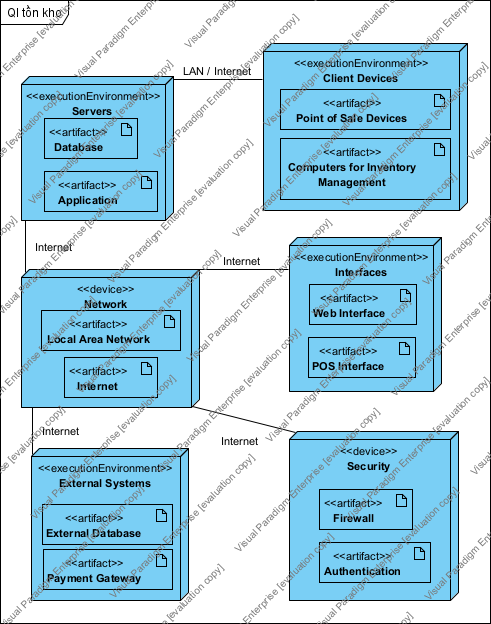 Ql tồn kho
LAN / Internet
<<executionEnvironment>>
Servers
<<artifact>>
Database
<<artifact>>
Application
<<executionEnvironment>>
Client Devices
<<artifact>>
Point of Sale Devices
<<artifact>>
Computers for Inventory
Management
Internet
<<device>>
Network
<<artifact>>
Local Area Network
<<artifact>>
Internet
Internet
<<executionEnvironment>>
Interfaces
<<artifact>>
Web Interface
<<artifact>>
POS Interface
Internet
<<executionEnvironment>>
External Systems
<<artifact>>
External Database
<<artifact>>
Payment Gateway
Internet
<<device>>
Security
<<artifact>>
Firewall
<<artifact>>
Authentication
Visual Paradigm Enterprise [evaluation copy]